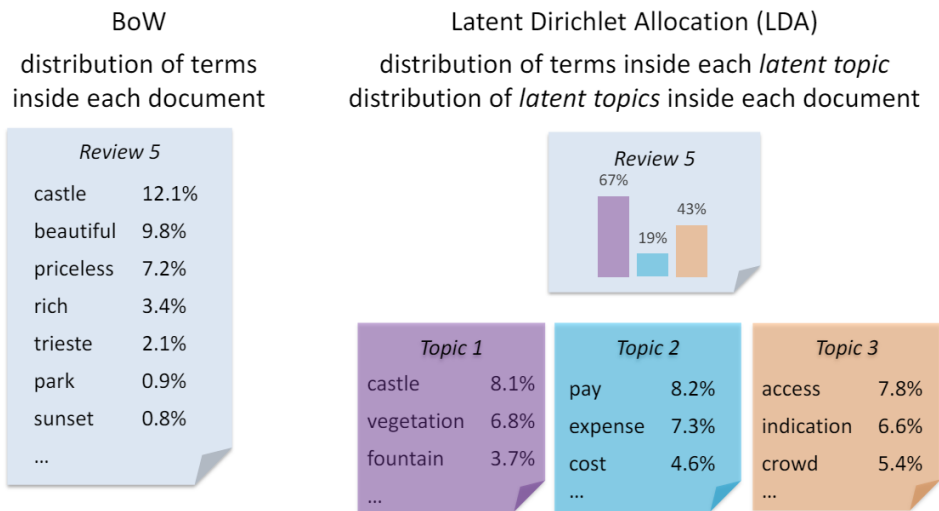 BoW
distribution of terms
inside each document
Review 5
castle 12.1%
beautiful 9.8%
priceless 7.2%
rich 3.4%
trieste 2.1%
park 0.9%
sunset 0.8%
...
Latent Dirichlet Allocation (LDA)
distribution of terms inside each latent topic
distribution of latent topics inside each document
Review 5
67%
19%
43%
Topic 1
castle 8.1%
vegetation 6.8%
fountain 3.7%
...
Topic 2
pay 8.2%
expense 7.3%
cost 4.6%
...
Topic 3
access 7.8%
indication 6.6%
crowd 5.4%
...